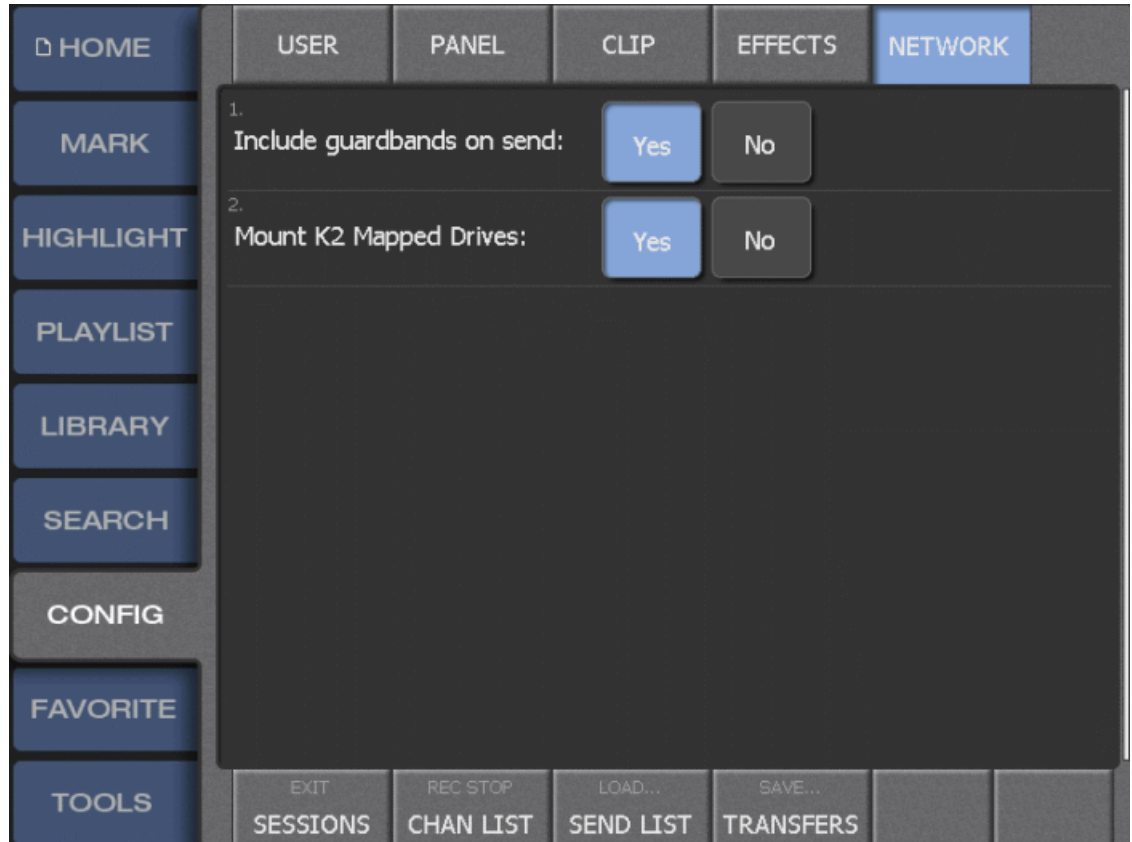 HOME
USER
PANEL
CLIP
EFFECTS
NETWORK
MARK
HIGHLIGHT
PLAYLIST
LIBRARY
SEARCH
CONFIG
FAVORITE
TOOLS
1.
Include guardbands on send:
Yes
No
2.
Mount K2 Mapped Drives:
Yes
No
EXIT
SESSIONS
REC STOP
CHAN LIST
LOAD...
SEND LIST
SAVE...
TRANSFERS